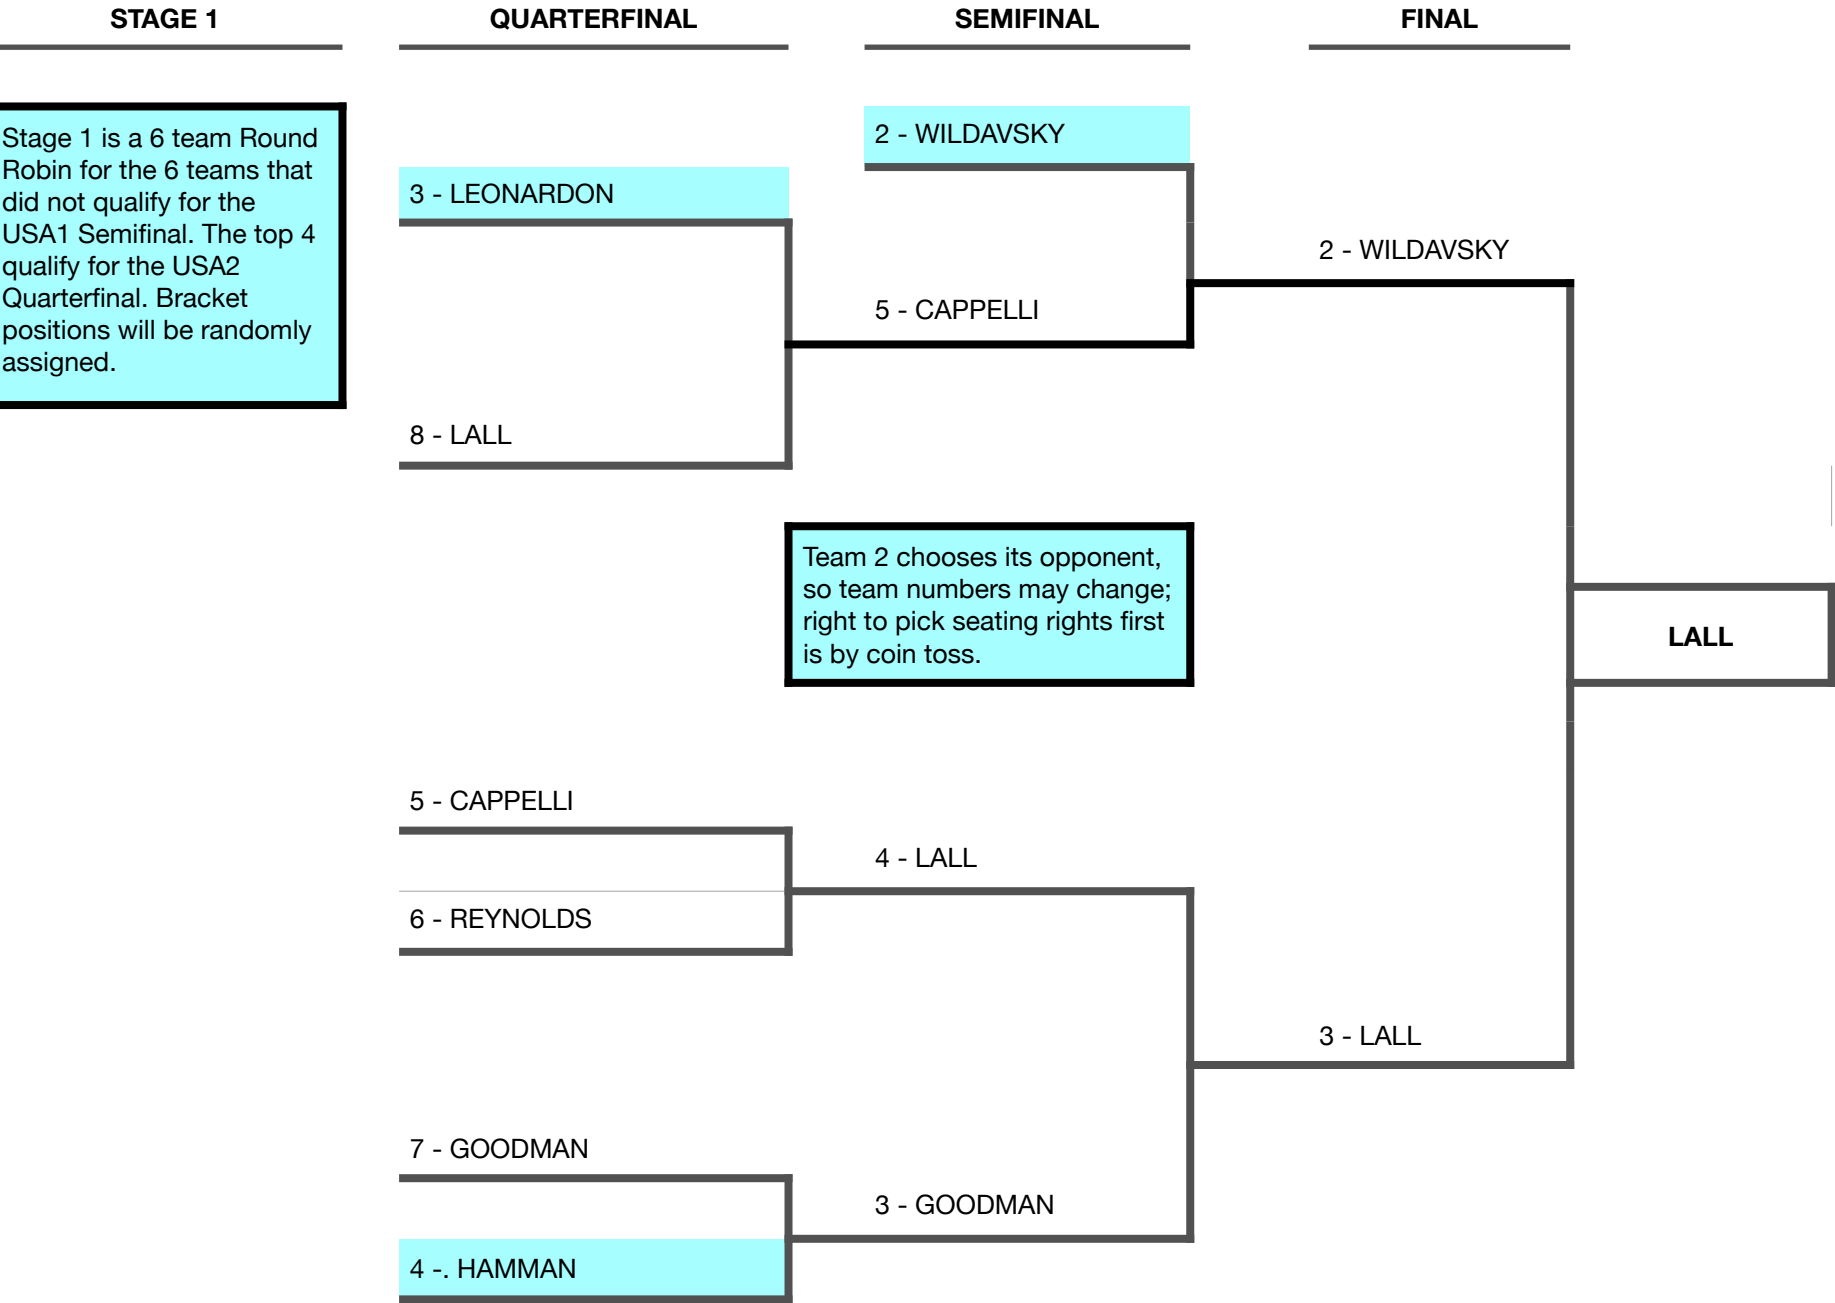 STAGE 1
QUARTERFINAL
SEMIFINAL
FINAL
Stage 1 is a 6 team Round
Robin for the 6 teams that
did not qualify for the
USA1 Semifinal. The top 4
qualify for the USA2
Quarterfinal. Bracket
positions will be randomly
assigned.
3 - LEONARDON
8 - LALL
5 - CAPPELLI
6 - REYNOLDS
7 - GOODMAN
4 -. HAMMAN
2 - WILDAVSKY
5 - CAPPELLI
Team 2 chooses its opponent,
so team numbers may change;
right to pick seating rights first
is by coin toss.
4 - LALL
3 - GOODMAN
2 - WILDAVSKY
3 - LALL
LALL